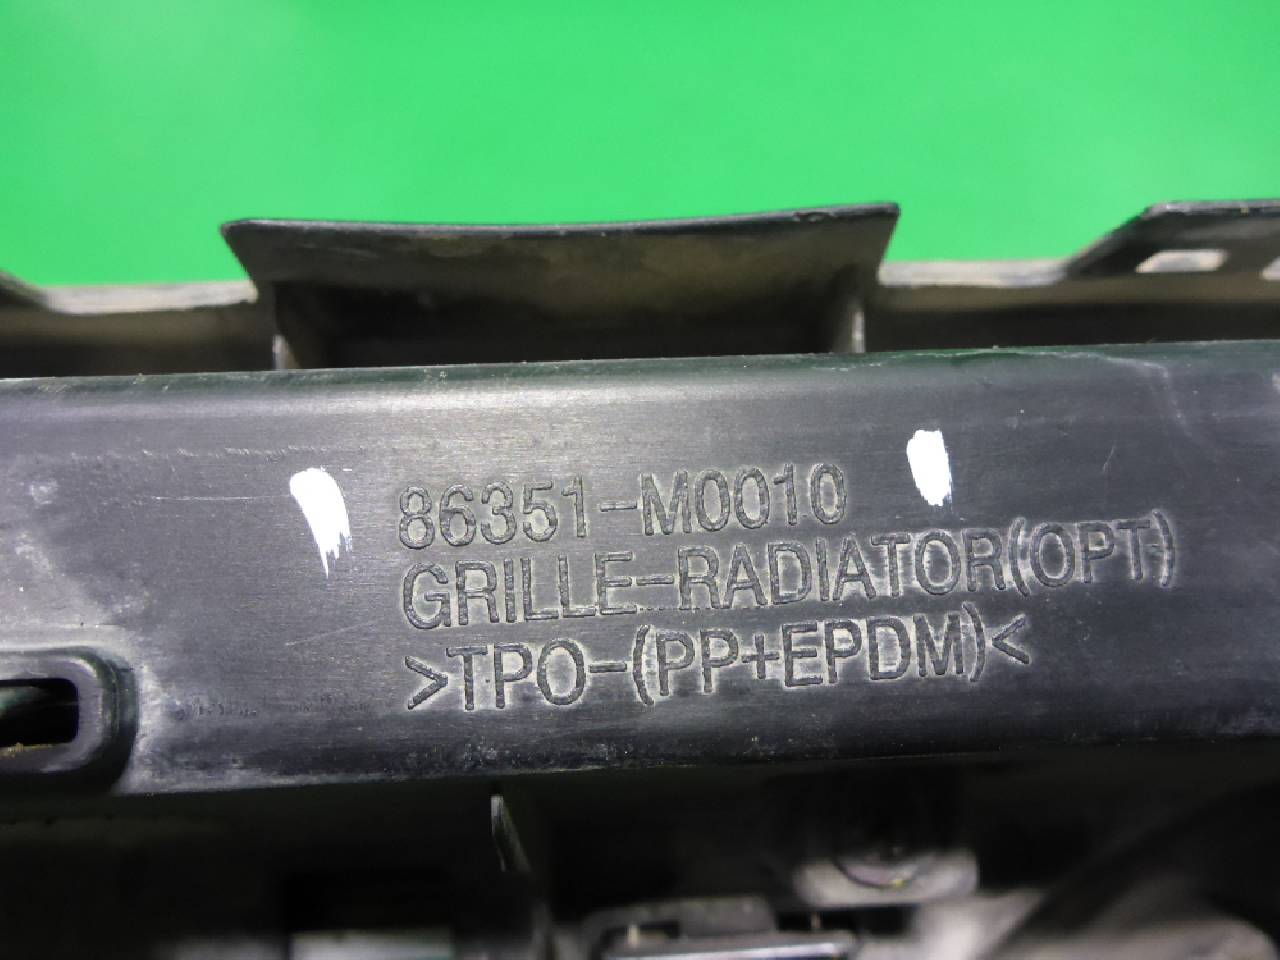 86351-M0010
GRILLE-RADIATOR(OPT)
>TPO-(PP+EPDM)<